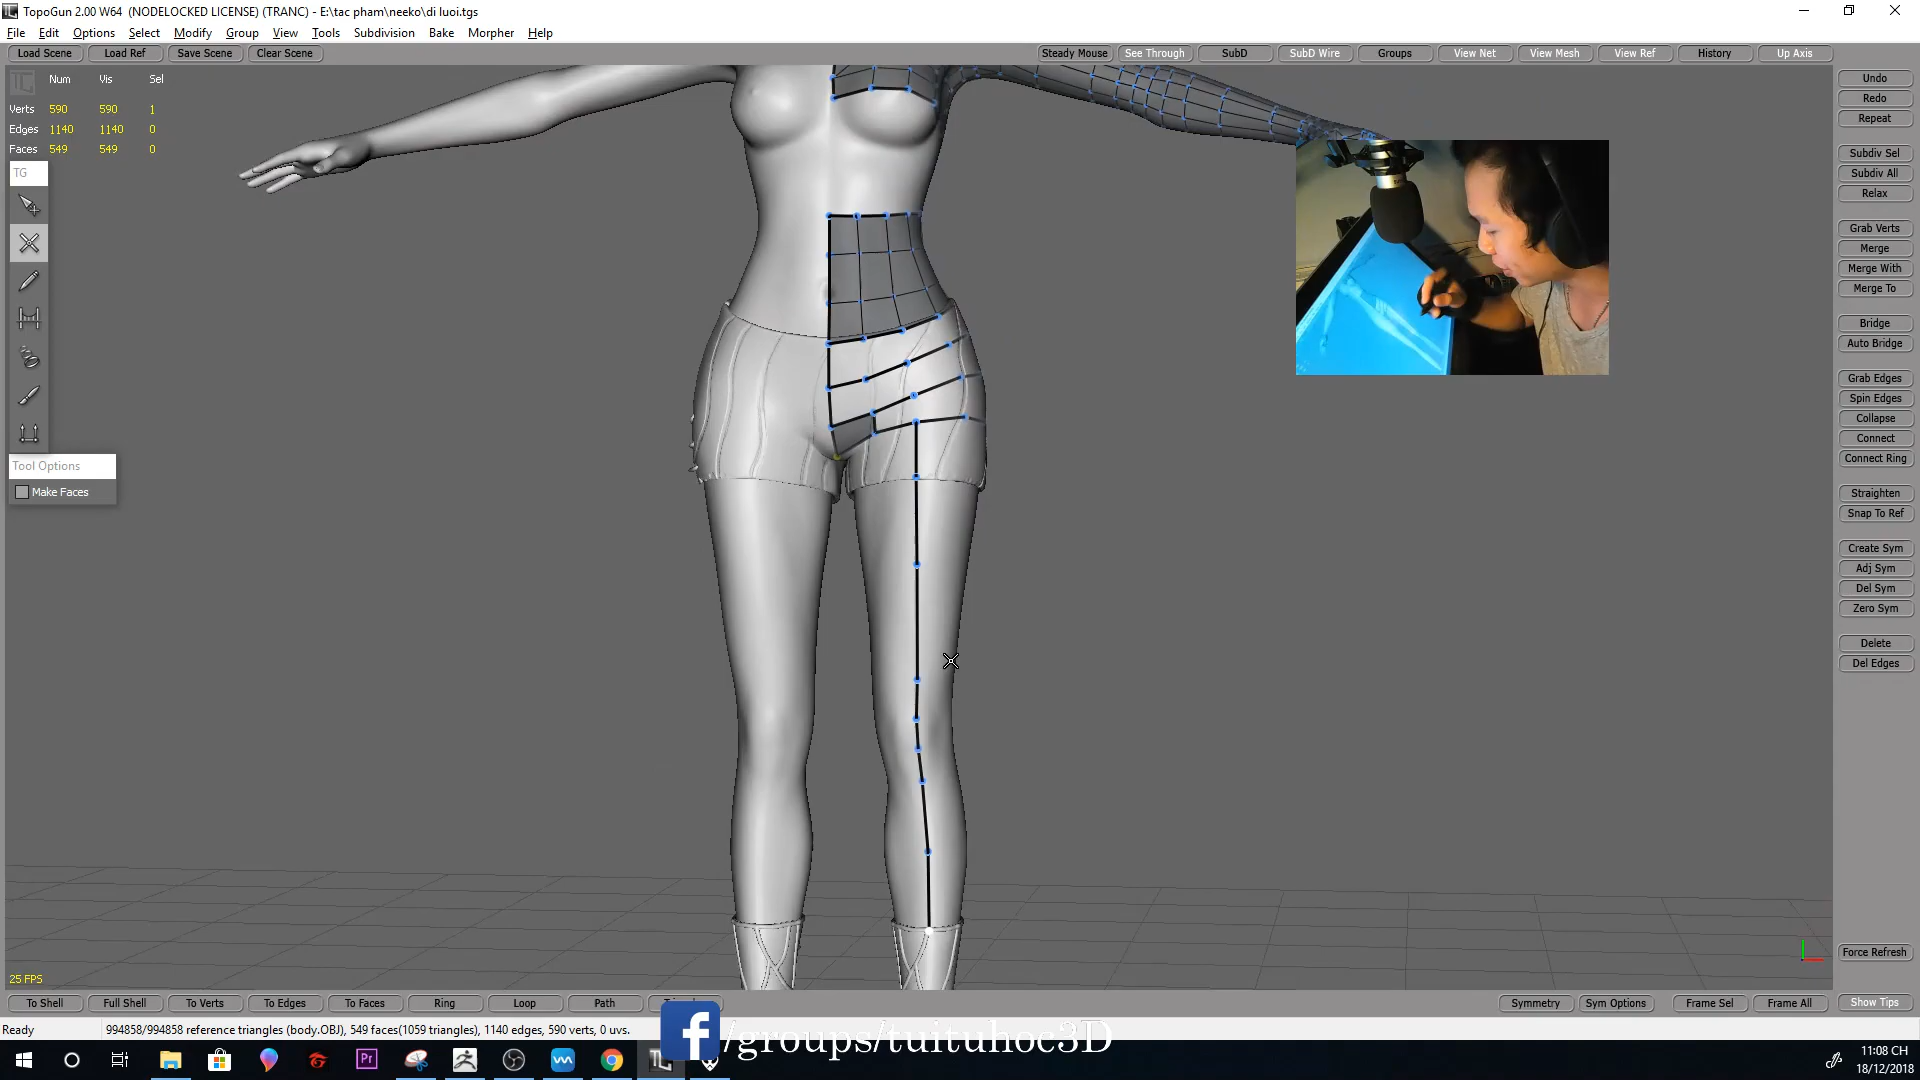 TopoGun 2.00 W64 (NODELOCKED LICENSE) (TRANC) - E:\tac pham\neeko\di luoi.tgs
File Edit Options Select Modify Group View Tools Subdivision Bake Morpher Help
Load Scene Load Ref Save Scene Clear Scene Steady Mouse See Through SubD SubD Wire Groups View Net View Mesh View Ref History Up Axis
Num Vis Sel
Verts 590 590 1
Edges 1140 1140 0
Faces 549 549 0
TG
Tool Options
Make Faces
Undo
Redo
Repeat
Subdiv Sel
Subdiv All
Relax
Grab Verts
Merge
Merge With
Merge To
Bridge
Auto Bridge
Grab Edges
Spin Edges
Collapse
Connect
Connect Ring
Straighten
Snap To Ref
Create Sym
Adj Sym
Del Sym
Zero Sym
Delete
Del Edges
Force Refresh
25 FPS
To Shell Full Shell To Verts To Edges To Faces Ring Loop Path Symmetry Sym Options Frame Sel Frame All Show Tips
Ready 994858/994858 reference triangles (body.OBJ), 549 faces(1059 triangles), 1140 edges, 590 verts, 0 uvs.
f /groups/tuituhoc3D
Pr
11:08 CH
18/12/2018